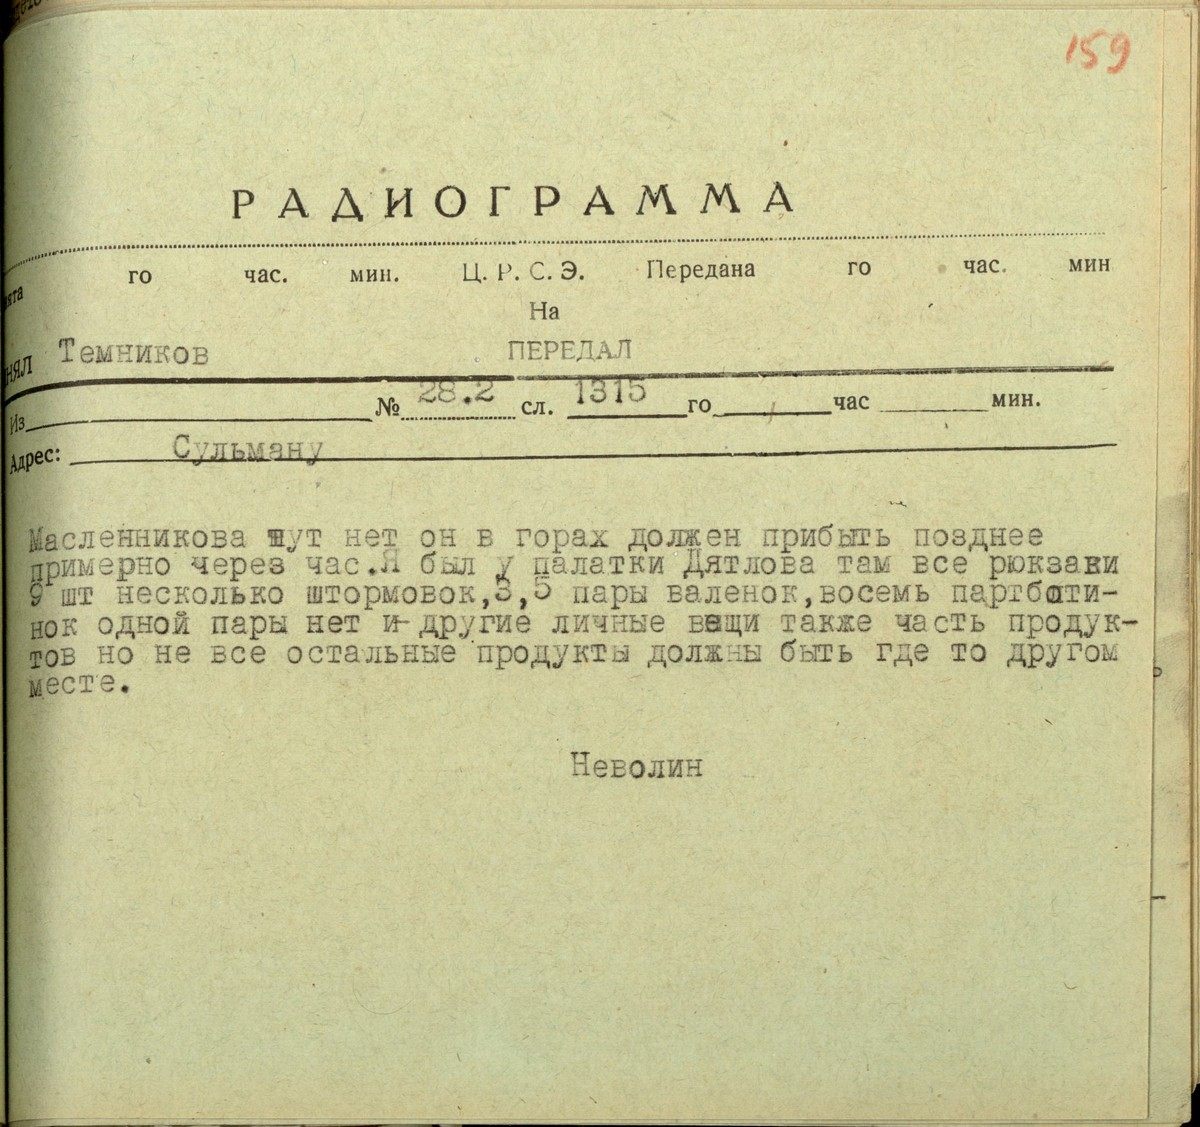 159
РАДИОГРАММА
го час. мин. Ц. Р. С. Э. Передана го час. мин
На
Темников ПЕРЕДАЛ
Из № 28.2 сл. 1315 го час мин.
Адрес: Сульману
Масленникова тут нет он в горах должен прибыть позднее
примерно через час.Я был у палатки Дятлова там все рюкзаки
9 шт несколько штормовок,3,5 пары валенок,восемь партботи-
нок одной пары нет и другие личные вещи также часть продук-
тов но не все остальные продукты должны быть где то другом
месте.
Неволин